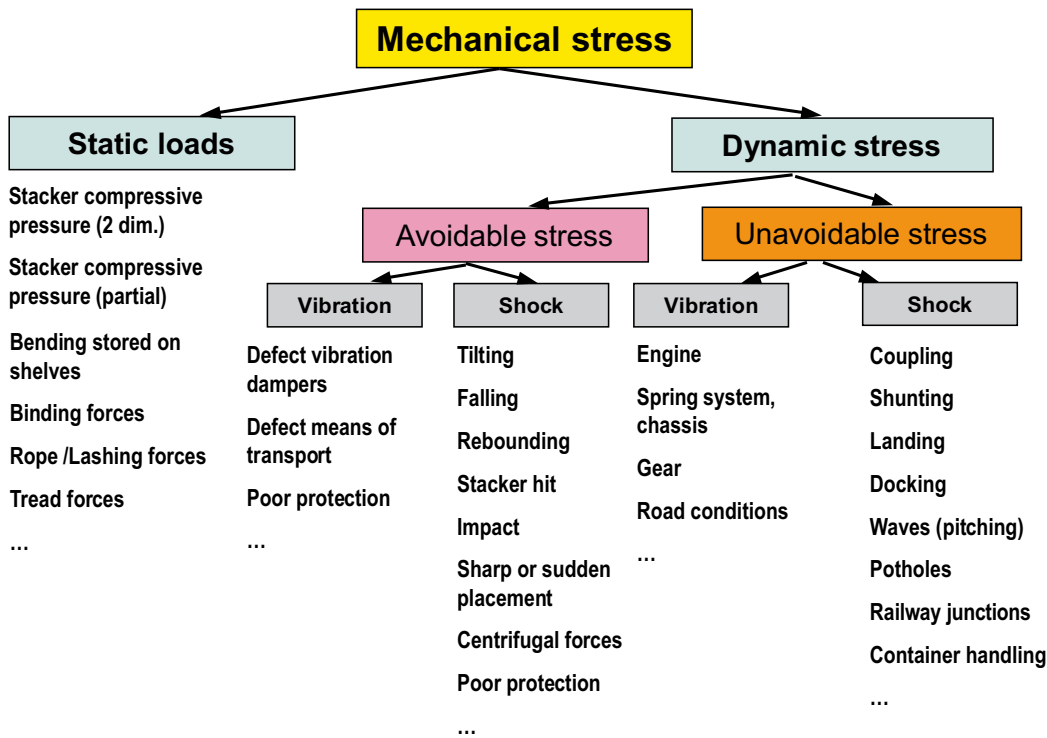 Mechanical stress
Static loads
Dynamic stress
Stacker compressive
pressure (2 dim.)
Stacker compressive
pressure (partial)
Bending stored on
shelves
Binding forces
Rope /Lashing forces
Tread forces
...
Avoidable stress
Unavoidable stress
Vibration
Defect vibration
dampers
Defect means of
transport
Poor protection
...
Shock
Tilting
Falling
Rebounding
Stacker hit
Impact
Sharp or sudden
placement
Centrifugal forces
Poor protection
...
Vibration
Engine
Spring system,
chassis
Gear
Road conditions
...
Shock
Coupling
Shunting
Landing
Docking
Waves (pitching)
Potholes
Railway junctions
Container handling
...